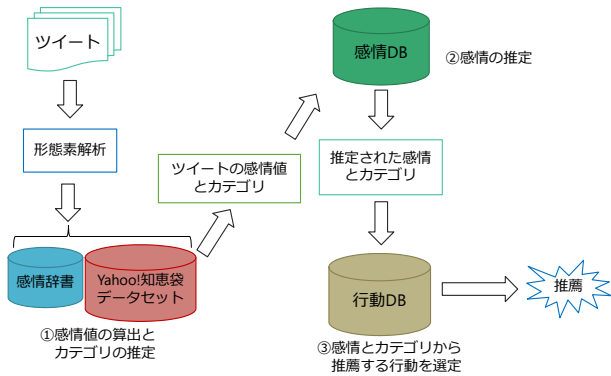 ツイート
形態素解析
感情辞書
Yahoo!知恵袋
データセット
①感情値の算出と
カテゴリの推定
ツイートの感情値
とカテゴリ
感情DB
②感情の推定
推定された感情
とカテゴリ
行動DB
③感情とカテゴリから
推薦する行動を選定
推薦